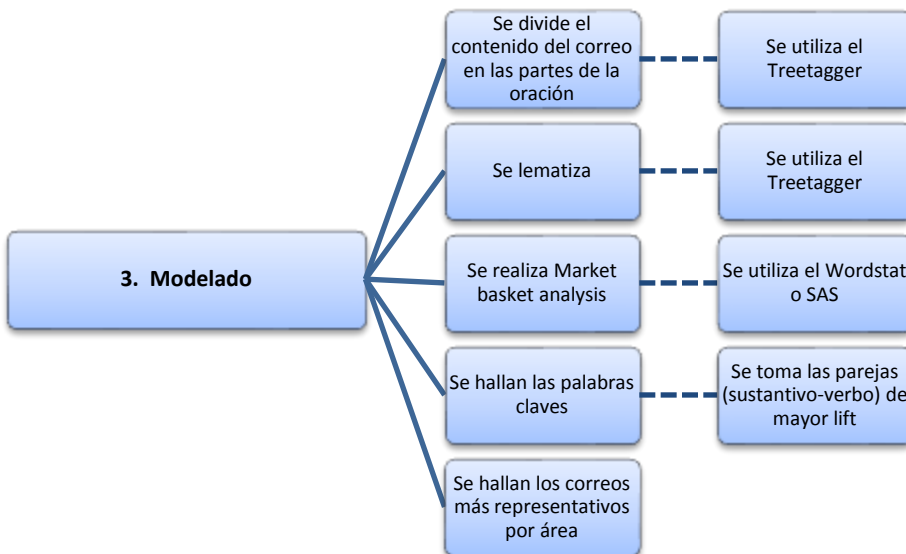 Se divide el
contenido del correo
en las partes de la
oración
Se utiliza el
Treetagger
Se lematiza
Se utiliza el
Treetagger
3. Modelado
Se realiza Market
basket analysis
Se utiliza el Wordstat
o SAS
Se hallan las palabras
claves
Se toma las parejas
(sustantivo-verbo) de
mayor lift
Se hallan los correos
más representativos
por área